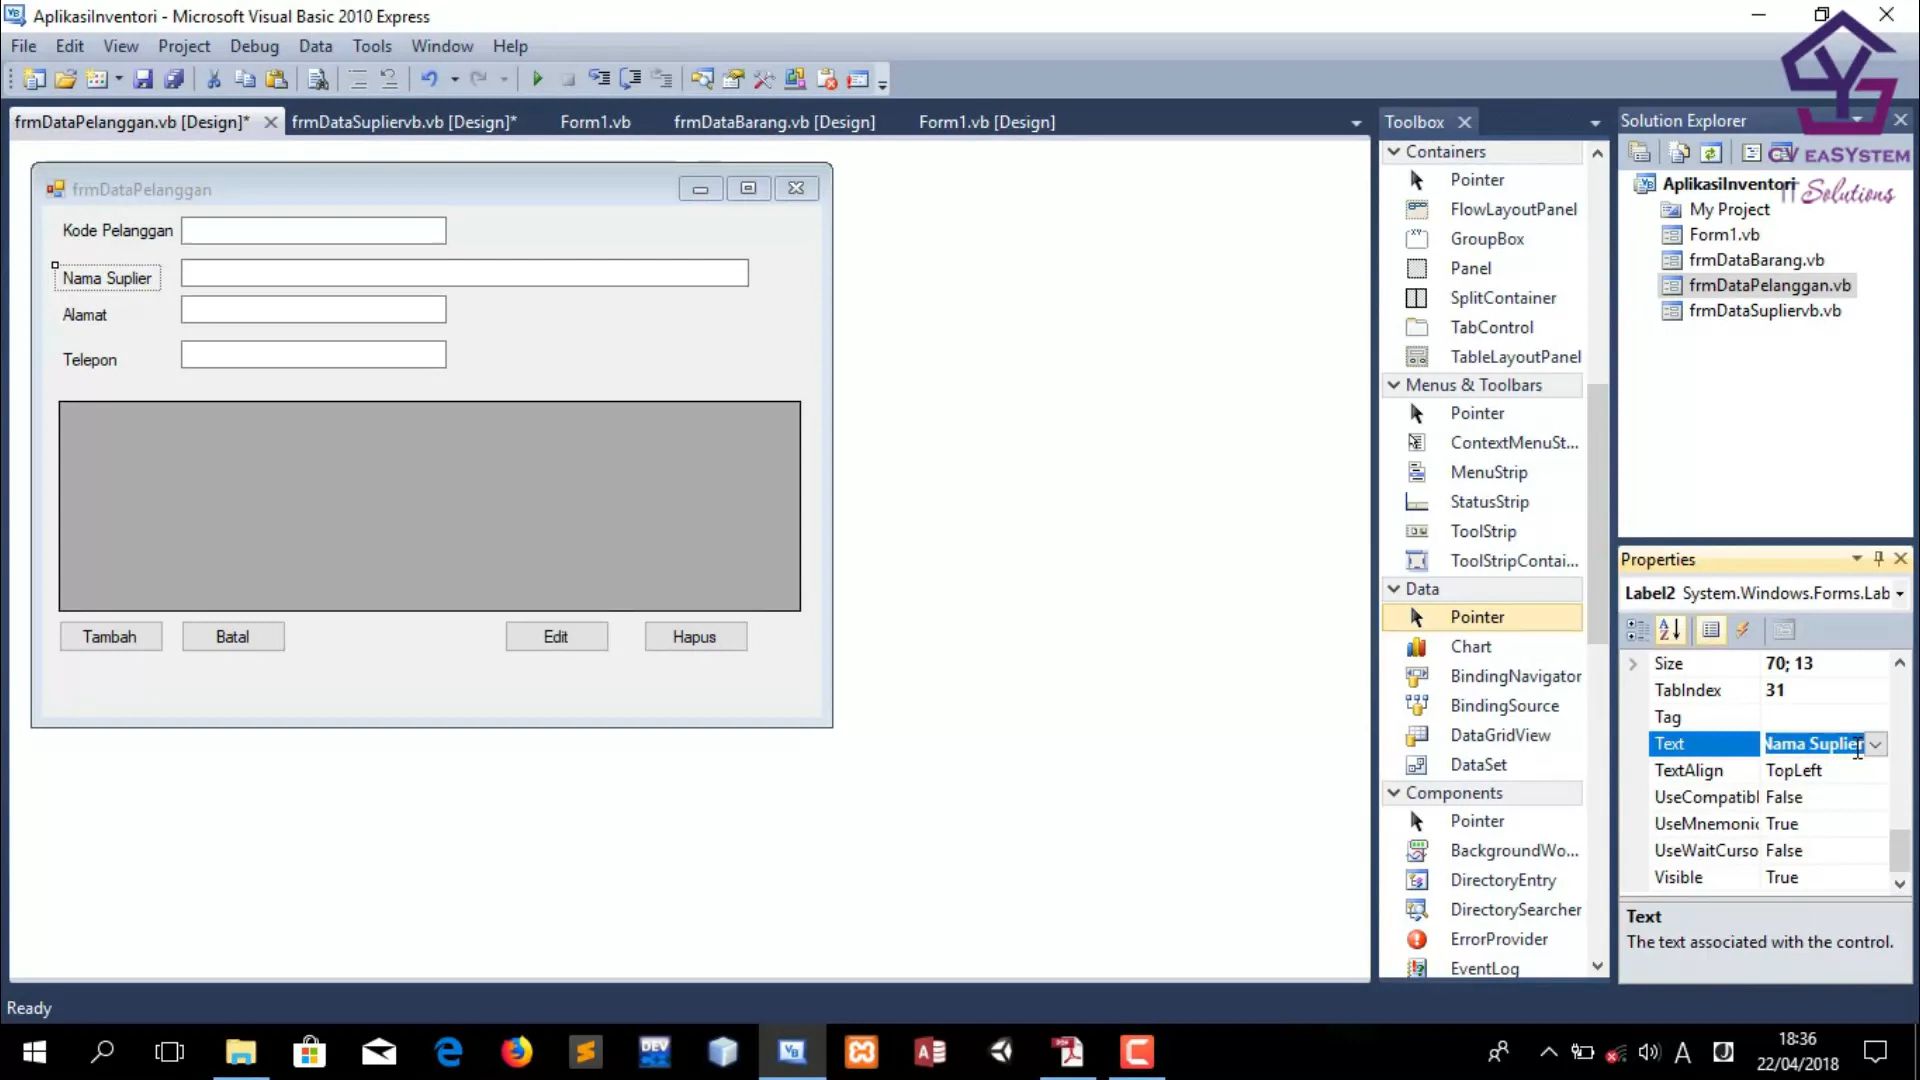 AplikasiInventori - Microsoft Visual Basic 2010 Express
File Edit View Project Debug Data Tools Window Help
frmDataPelanggan.vb [Design]* frmDataSupliervb.vb [Design]* Form1.vb frmDataBarang.vb [Design] Form1.vb [Design]
frmDataPelanggan
Kode Pelanggan
Nama Suplier
Alamat
Telepon
Tambah Batal Edit Hapus
Toolbox
Containers
Pointer
FlowLayoutPanel
GroupBox
Panel
SplitContainer
TabControl
TableLayoutPanel
Menus & Toolbars
Pointer
ContextMenuSt...
MenuStrip
StatusStrip
ToolStrip
ToolStripContai...
Data
Pointer
Chart
BindingNavigator
BindingSource
DataGridView
DataSet
Components
Pointer
BackgroundWo...
DirectoryEntry
DirectorySearcher
ErrorProvider
EventLog
Solution Explorer
CV eaSYstem
IT Solutions
AplikasiInventori
My Project
Form1.vb
frmDataBarang.vb
frmDataPelanggan.vb
frmDataSupliervb.vb
Properties
Label2 System.Windows.Forms.Lab
Size 70; 13
TabIndex 31
Tag
Text Nama Suplier
TextAlign TopLeft
UseCompatibl False
UseMnemonic True
UseWaitCurso False
Visible True
Text
The text associated with the control.
Ready
18:36
22/04/2018